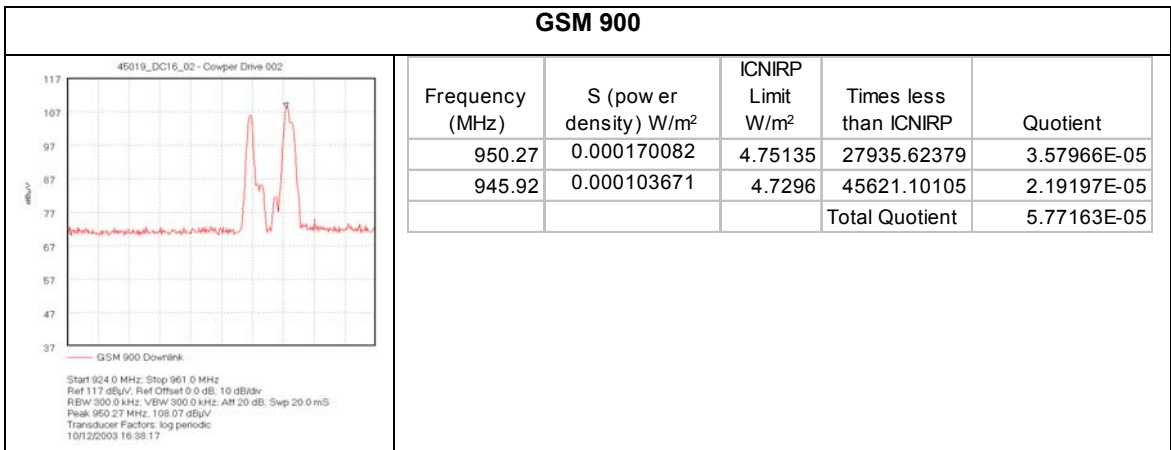 GSM 900
45019_DC16_02 - Cowper Drive 002
117
107
97
87
77
67
57
47
37
dBµV
GSM 900 Downlink
Start 924.0 MHz; Stop 961.0 MHz
Ref 117 dBµV; Ref Offset 0.0 dB; 10 dB/div
RBW 300.0 kHz; VBW 300.0 kHz; Att 20 dB; Swp 20.0 mS
Peak 950.27 MHz, 108.07 dBµV
Transducer Factors: log periodic
10/12/2003 16:38:17
Frequency (MHz) S (pow er density) W/m² ICNIRP Limit W/m² Times less than ICNIRP Quotient
950.27 0.000170082 4.75135 27935.62379 3.57966E-05
945.92 0.000103671 4.7296 45621.10105 2.19197E-05
Total Quotient 5.77163E-05